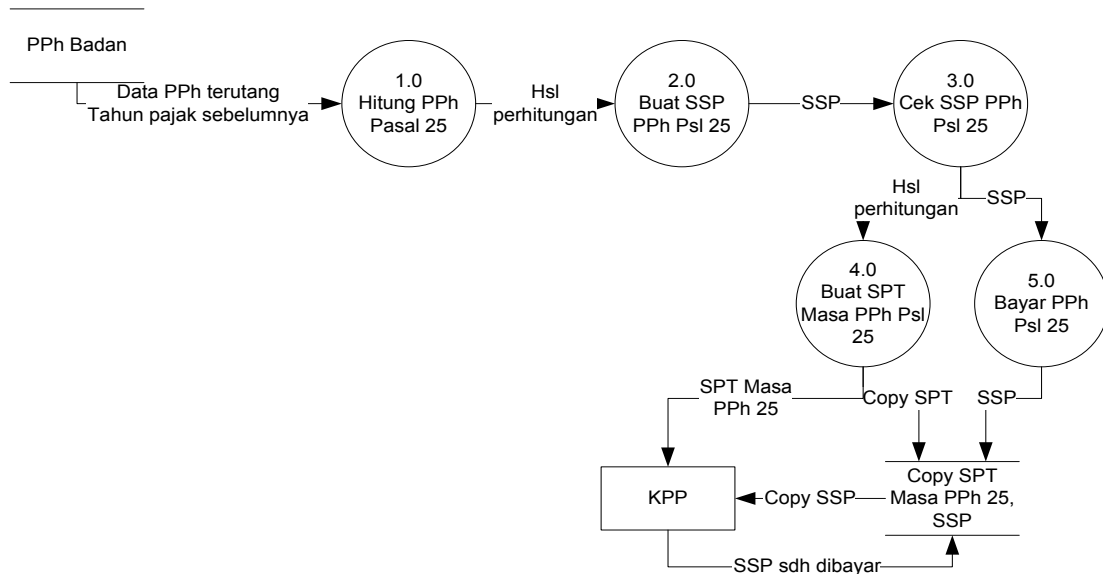 PPh Badan
Data PPh terutang
Tahun pajak sebelumnya
1.0
Hitung PPh
Pasal 25
Hsl
perhitungan
2.0
Buat SSP
PPh Psl 25
SSP
3.0
Cek SSP PPh
Psl 25
Hsl
perhitungan
SSP
4.0
Buat SPT
Masa PPh Psl
25
5.0
Bayar PPh
Psl 25
SPT Masa
PPh 25
Copy SPT
SSP
KPP
Copy SSP
Copy SPT
Masa PPh 25,
SSP
SSP sdh dibayar